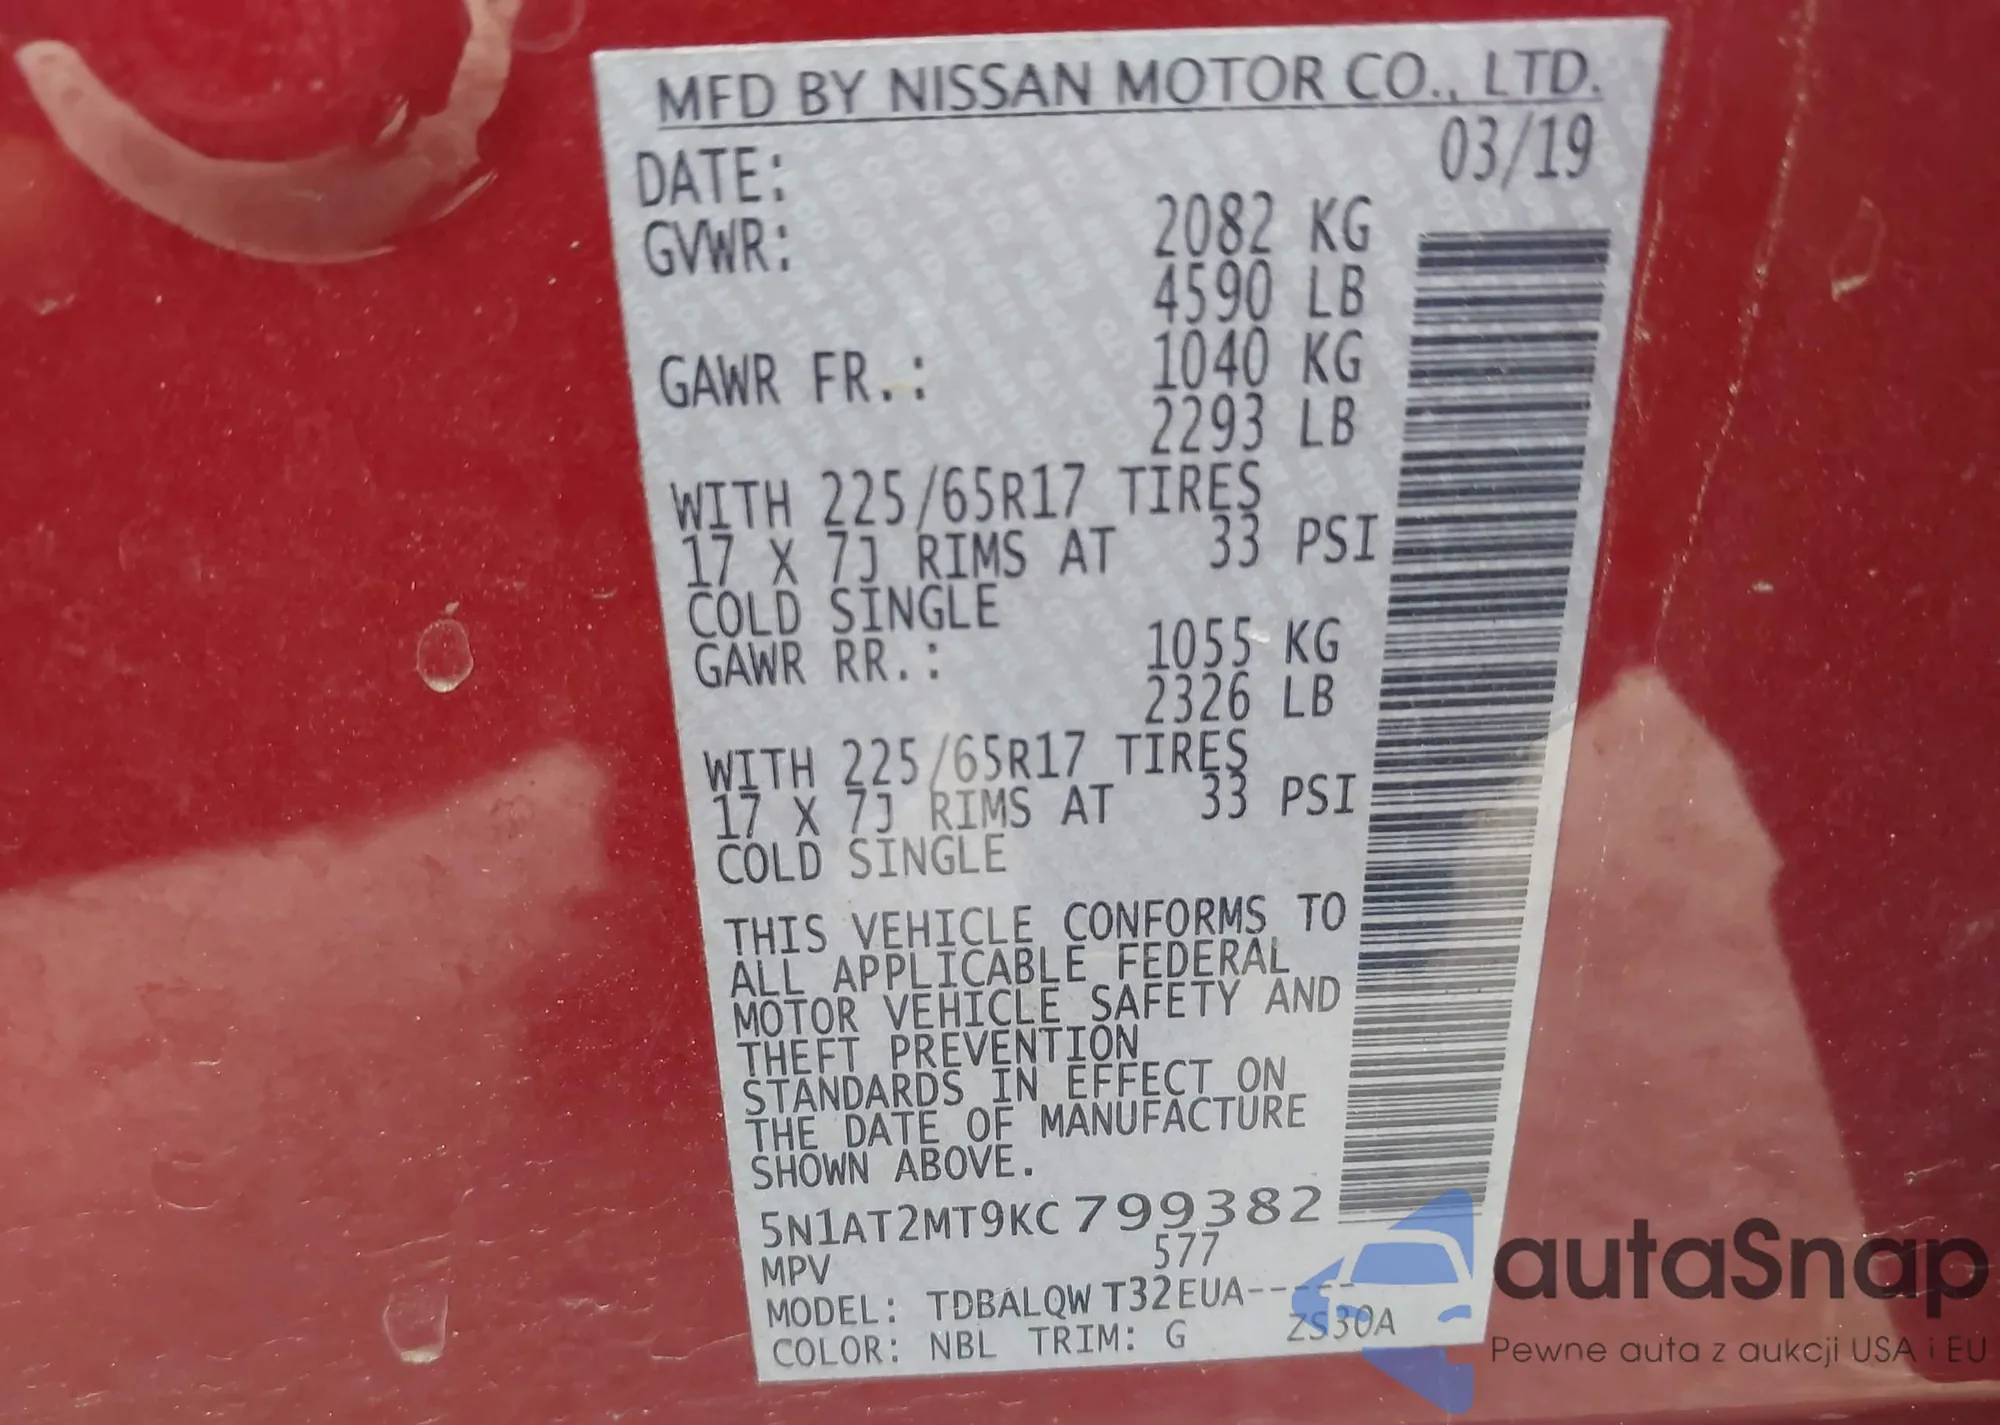 MFD BY NISSAN MOTOR CO., LTD.
DATE: 03/19
GVWR: 2082 KG
4590 LB
GAWR FR.: 1040 KG
2293 LB
WITH 225/65R17 TIRES
17 X 7J RIMS AT 33 PSI
COLD SINGLE
GAWR RR.: 1055 KG
2326 LB
WITH 225/65R17 TIRES
17 X 7J RIMS AT 33 PSI
COLD SINGLE
THIS VEHICLE CONFORMS TO
ALL APPLICABLE FEDERAL
MOTOR VEHICLE SAFETY AND
THEFT PREVENTION
STANDARDS IN EFFECT ON
THE DATE OF MANUFACTURE
SHOWN ABOVE.
5N1AT2MT9KC799382
MPV 577
MODEL: TDBALQW T32EUA-----
COLOR: NBL TRIM: G ZS30A
autaSnap
Pewne auta z aukcji USA i EU